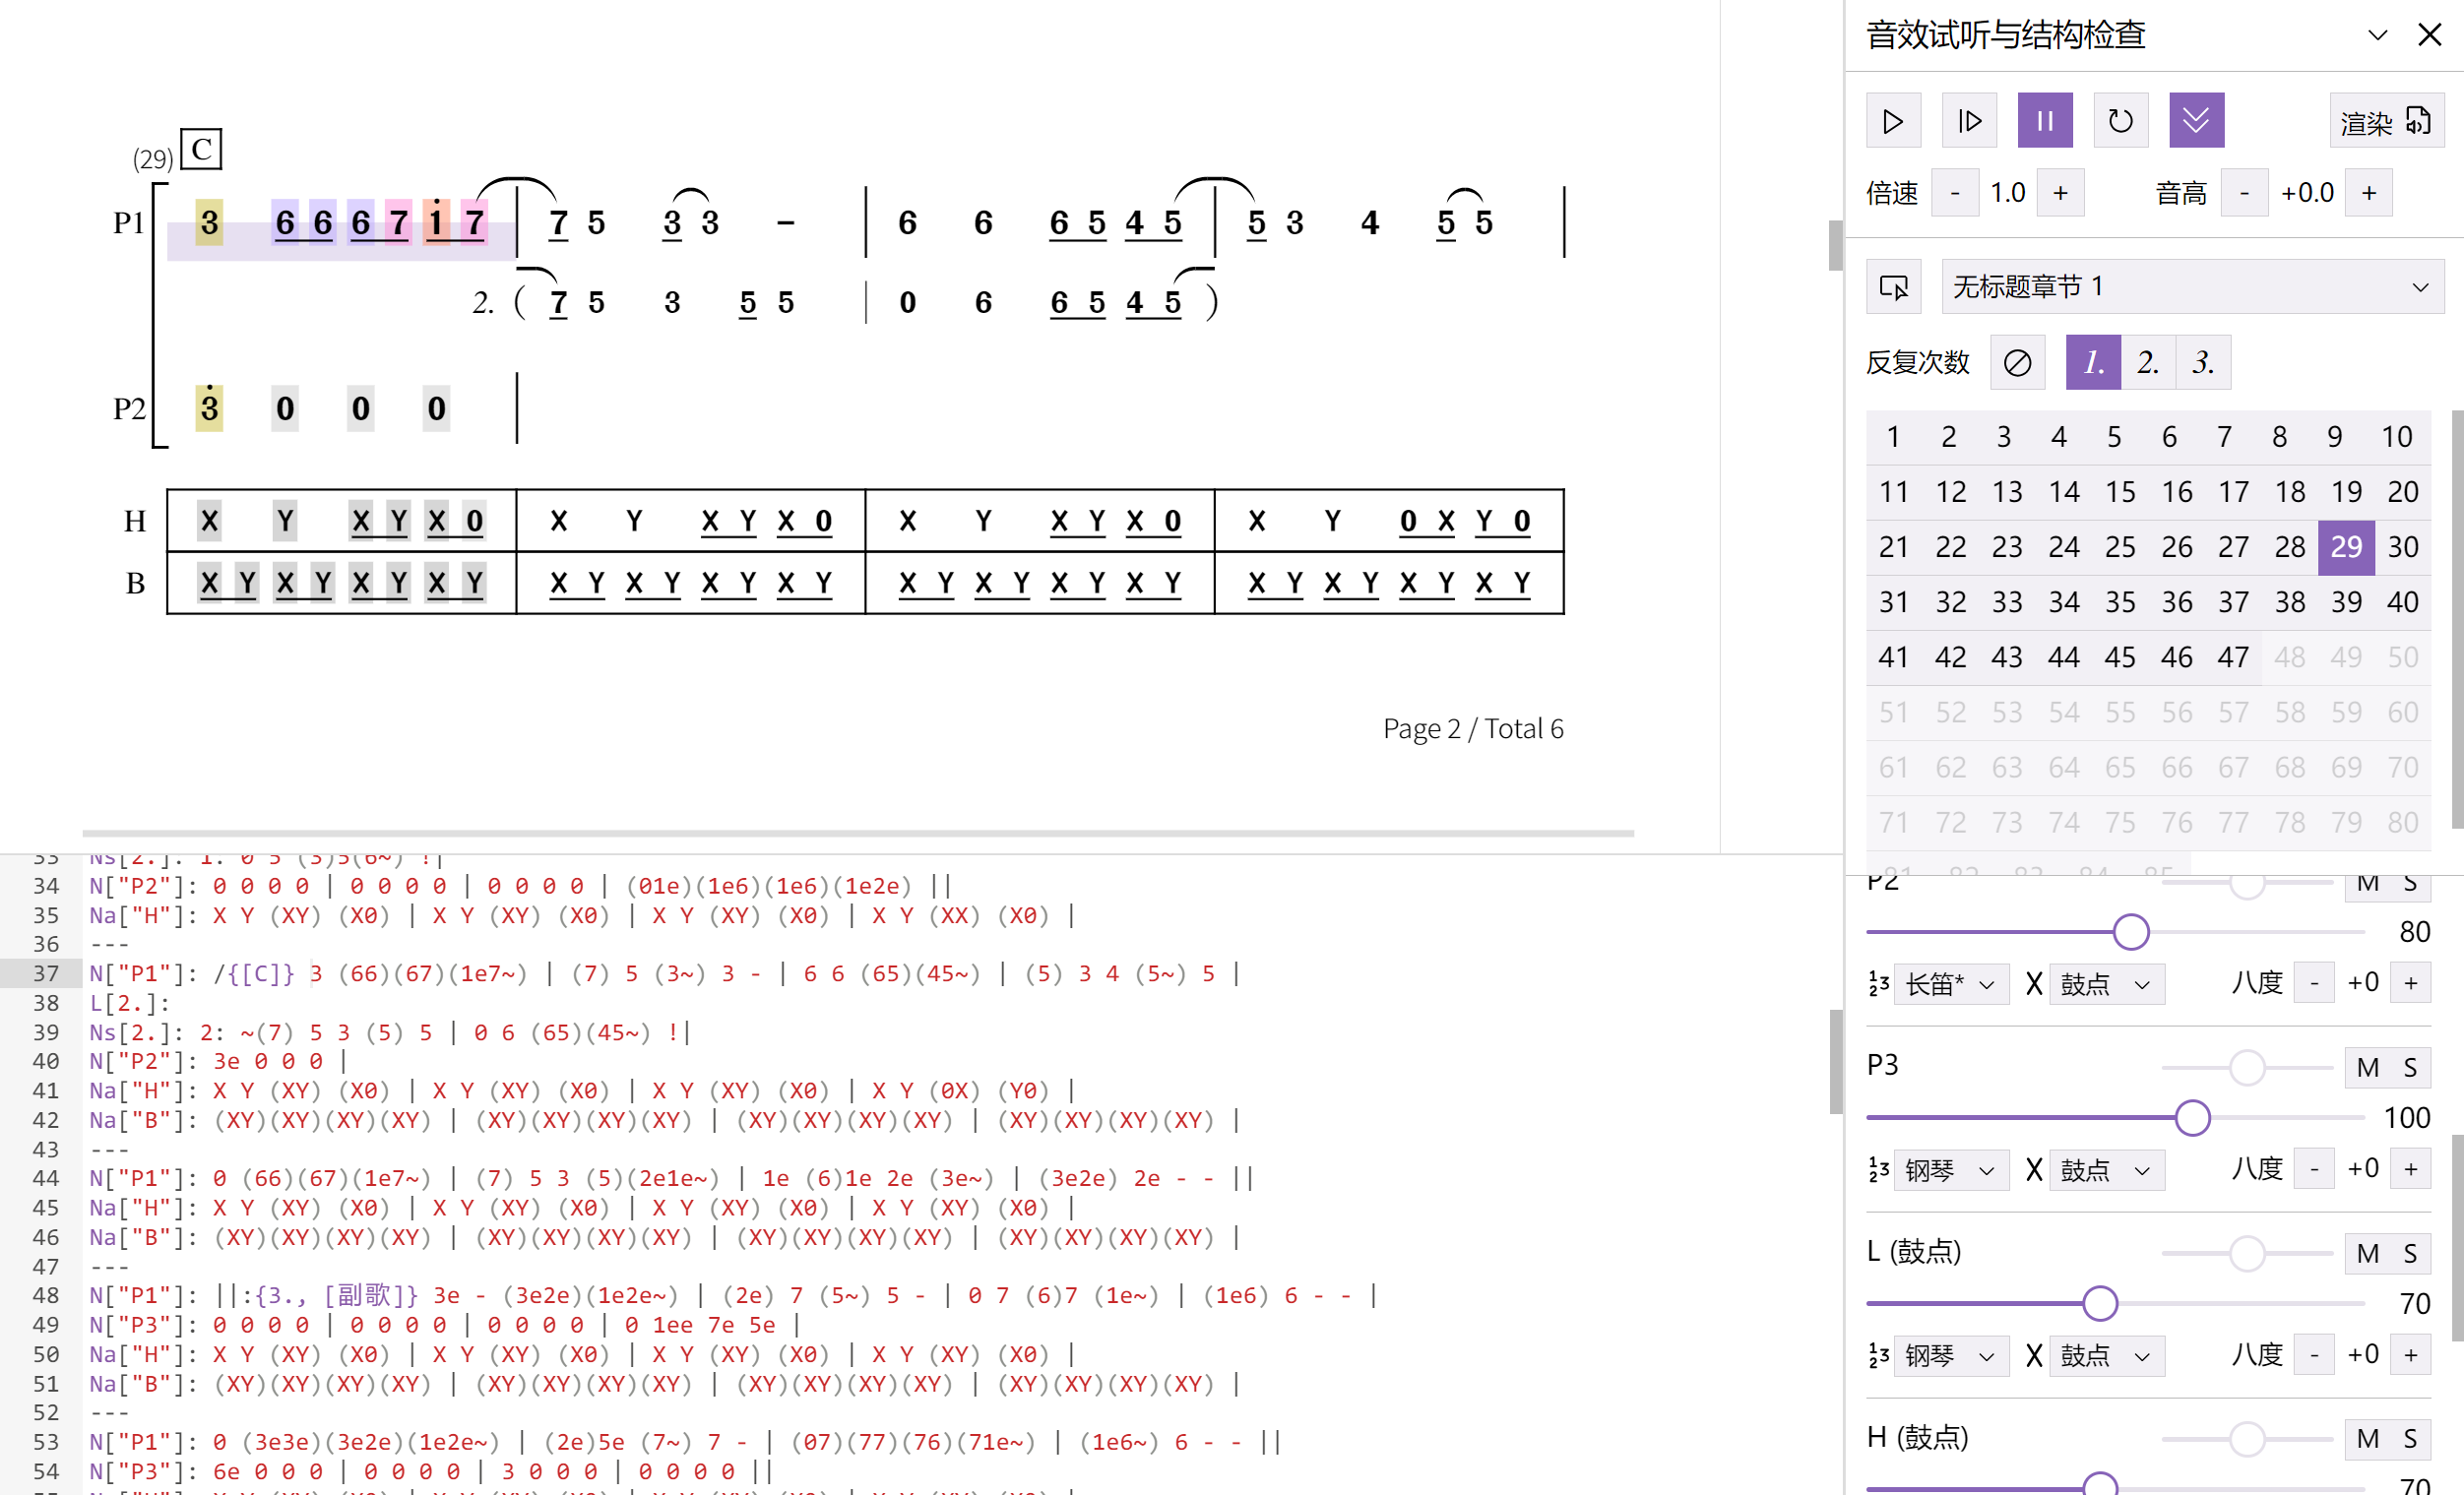 (29) C
P1 3 6 6 6 7 1 7 | 7 5 3 3 – | 6 6 6 5 4 5 | 5 3 4 5 5 |
2. ( 7 5 3 5 5 | 0 6 6 5 4 5 )
P2 3 0 0 0 |
H X Y X Y X 0 X Y X Y X 0 X Y X Y X 0 X Y 0 X Y 0
B X Y X Y X Y X Y X Y X Y X Y X Y X Y X Y X Y X Y X Y X Y X Y X Y
Page 2 / Total 6
33 Ns[2.]: 1: 0 5 (3)5(6~) !|
34 N["P2"]: 0 0 0 0 | 0 0 0 0 | 0 0 0 0 | (01e)(1e6)(1e6)(1e2e) ||
35 Na["H"]: X Y (XY) (X0) | X Y (XY) (X0) | X Y (XY) (X0) | X Y (XX) (X0) |
36 ---
37 N["P1"]: /{[C]} 3 (66)(67)(1e7~) | (7) 5 (3~) 3 - | 6 6 (65)(45~) | (5) 3 4 (5~) 5 |
38 L[2.]:
39 Ns[2.]: 2: ~(7) 5 3 (5) 5 | 0 6 (65)(45~) !|
40 N["P2"]: 3e 0 0 0 |
41 Na["H"]: X Y (XY) (X0) | X Y (XY) (X0) | X Y (XY) (X0) | X Y (0X) (Y0) |
42 Na["B"]: (XY)(XY)(XY)(XY) | (XY)(XY)(XY)(XY) | (XY)(XY)(XY)(XY) | (XY)(XY)(XY)(XY) |
43 ---
44 N["P1"]: 0 (66)(67)(1e7~) | (7) 5 3 (5)(2e1e~) | 1e (6)1e 2e (3e~) | (3e2e) 2e - - ||
45 Na["H"]: X Y (XY) (X0) | X Y (XY) (X0) | X Y (XY) (X0) | X Y (XY) (X0) |
46 Na["B"]: (XY)(XY)(XY)(XY) | (XY)(XY)(XY)(XY) | (XY)(XY)(XY)(XY) | (XY)(XY)(XY)(XY) |
47 ---
48 N["P1"]: ||:{3., [副歌]} 3e - (3e2e)(1e2e~) | (2e) 7 (5~) 5 - | 0 7 (6)7 (1e~) | (1e6) 6 - - |
49 N["P3"]: 0 0 0 0 | 0 0 0 0 | 0 0 0 0 | 0 1ee 7e 5e |
50 Na["H"]: X Y (XY) (X0) | X Y (XY) (X0) | X Y (XY) (X0) | X Y (XY) (X0) |
51 Na["B"]: (XY)(XY)(XY)(XY) | (XY)(XY)(XY)(XY) | (XY)(XY)(XY)(XY) | (XY)(XY)(XY)(XY) |
52 ---
53 N["P1"]: 0 (3e3e)(3e2e)(1e2e~) | (2e)5e (7~) 7 - | (07)(77)(76)(71e~) | (1e6~) 6 - - ||
54 N["P3"]: 6e 0 0 0 | 0 0 0 0 | 3 0 0 0 | 0 0 0 0 ||
音效试听与结构检查
渲染
倍速 - 1.0 + 音高 - +0.0 +
无标题章节 1
反复次数 1. 2. 3.
1 2 3 4 5 6 7 8 9 10
11 12 13 14 15 16 17 18 19 20
21 22 23 24 25 26 27 28 29 30
31 32 33 34 35 36 37 38 39 40
41 42 43 44 45 46 47 48 49 50
51 52 53 54 55 56 57 58 59 60
61 62 63 64 65 66 67 68 69 70
71 72 73 74 75 76 77 78 79 80
81 82 83 84 85
P2 M S
80
123 长笛* X 鼓点 八度 - +0 +
P3 M S
100
123 钢琴 X 鼓点 八度 - +0 +
L (鼓点) M S
70
123 钢琴 X 鼓点 八度 - +0 +
H (鼓点) M S
70